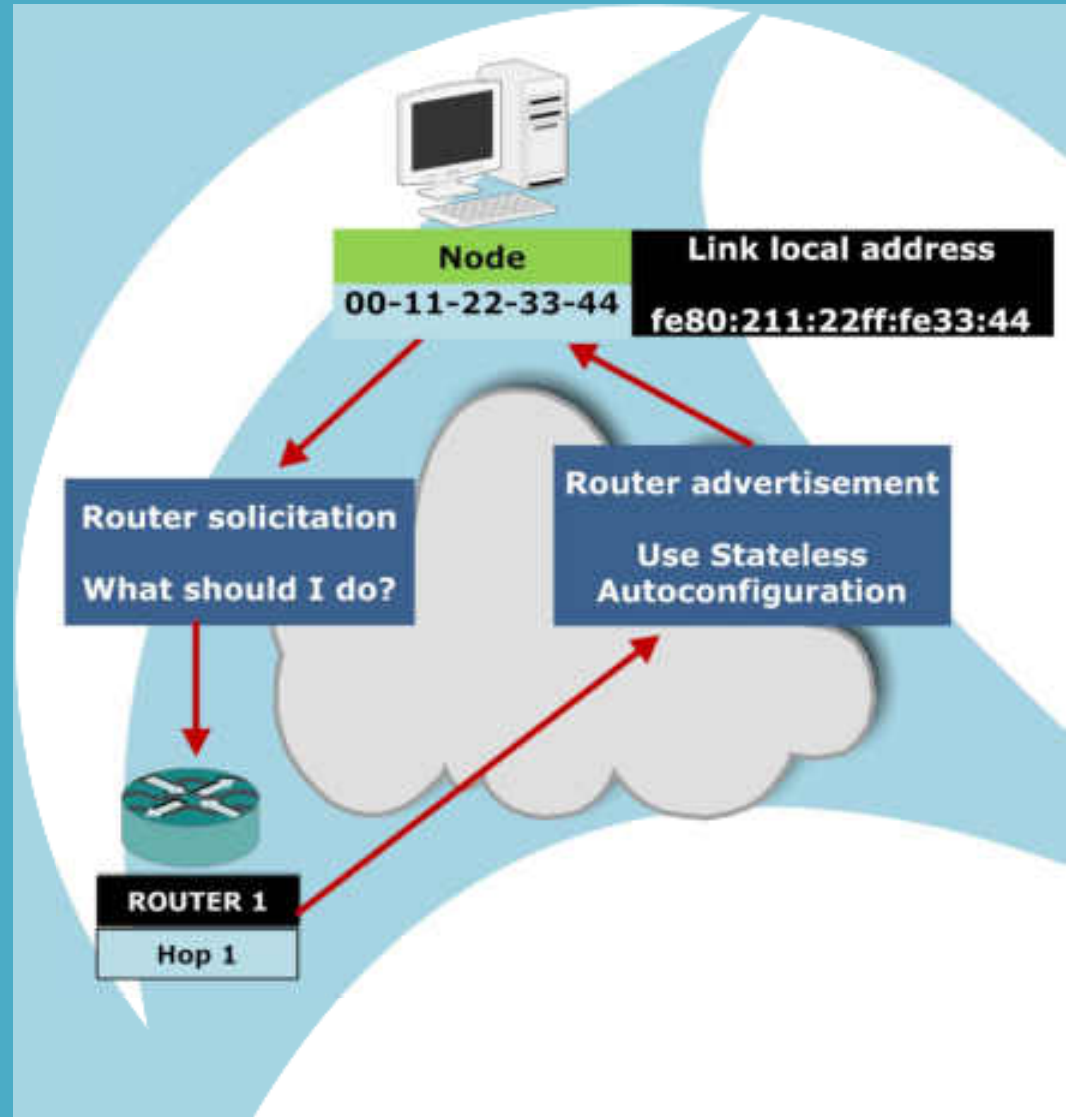 Node
00-11-22-33-44
Link local address
fe80:211:22ff:fe33:44
Router solicitation
What should I do?
Router advertisement
Use Stateless
Autoconfiguration
ROUTER 1
Hop 1